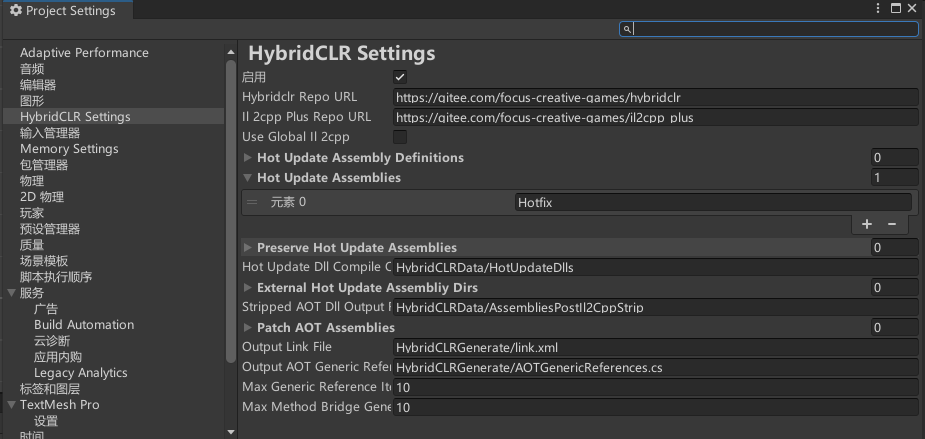 Project Settings
Adaptive Performance
音频
编辑器
图形
HybridCLR Settings
输入管理器
Memory Settings
包管理器
物理
2D 物理
玩家
预设管理器
质量
场景模板
脚本执行顺序
服务
广告
Build Automation
云诊断
应用内购
Legacy Analytics
标签和图层
TextMesh Pro
设置
时间
HybridCLR Settings
启用
Hybridclr Repo URL https://gitee.com/focus-creative-games/hybridclr
Il 2cpp Plus Repo URL https://gitee.com/focus-creative-games/il2cpp_plus
Use Global Il 2cpp
Hot Update Assembly Definitions 0
Hot Update Assemblies 1
元素 0 Hotfix
Preserve Hot Update Assemblies 0
Hot Update Dll Compile C HybridCLRData/HotUpdateDlls
External Hot Update Assembliy Dirs 0
Stripped AOT Dll Output F HybridCLRData/AssembliesPostIl2CppStrip
Patch AOT Assemblies 0
Output Link File HybridCLRGenerate/link.xml
Output AOT Generic Refer HybridCLRGenerate/AOTGenericReferences.cs
Max Generic Reference Ite 10
Max Method Bridge Gene 10